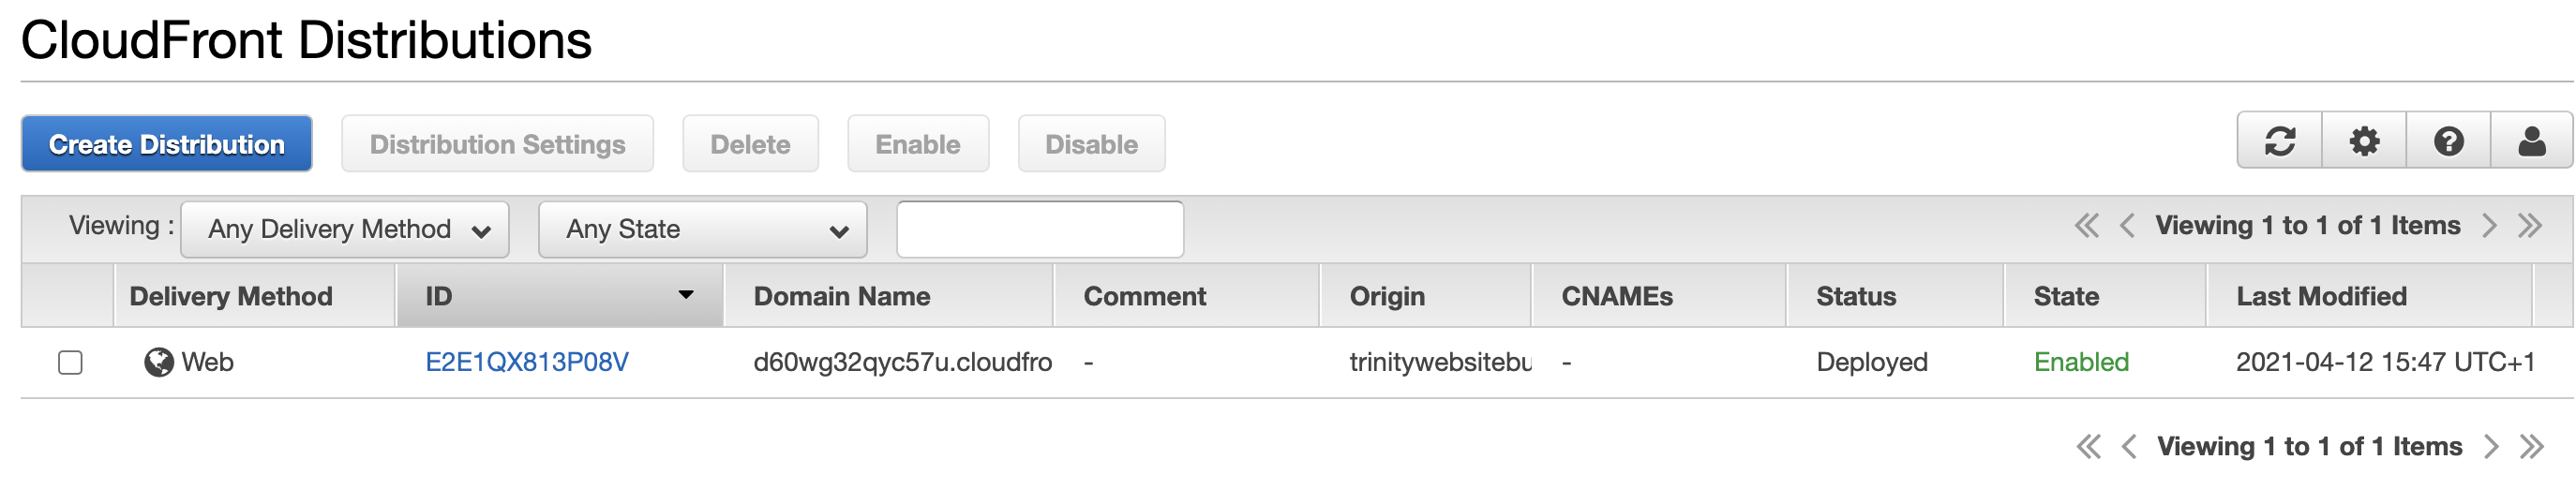 CloudFront Distributions
Create Distribution Distribution Settings Delete Enable Disable
Viewing : Any Delivery Method Any State Viewing 1 to 1 of 1 Items
Delivery Method ID Domain Name Comment Origin CNAMEs Status State Last Modified
Web E2E1QX813P08V d60wg32qyc57u.cloudfro - trinitywebsitebu - Deployed Enabled 2021-04-12 15:47 UTC+1
Viewing 1 to 1 of 1 Items